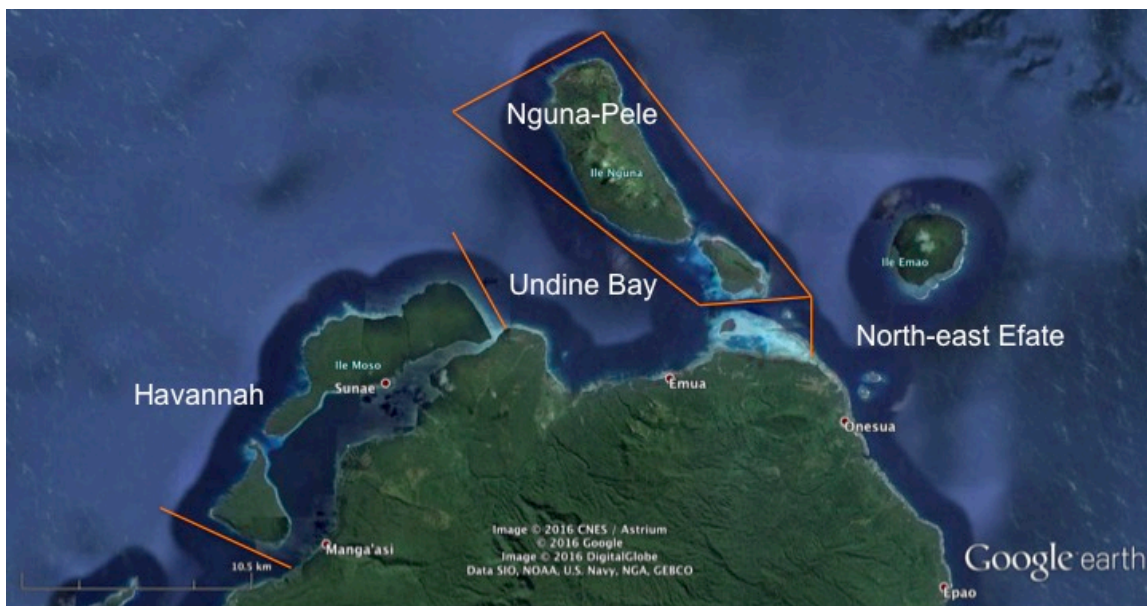 Nguna-Pele
Ile Nguna
Undine Bay
Ile Emao
North-east Efate
Ile Moso
Sunae
Havannah
Emua
Onesua
Manga'asi
10.5 km
Image © 2016 CNES / Astrium
© 2016 Google
Image © 2016 DigitalGlobe
Data SIO, NOAA, U.S. Navy, NGA, GEBCO
Google earth
Epao